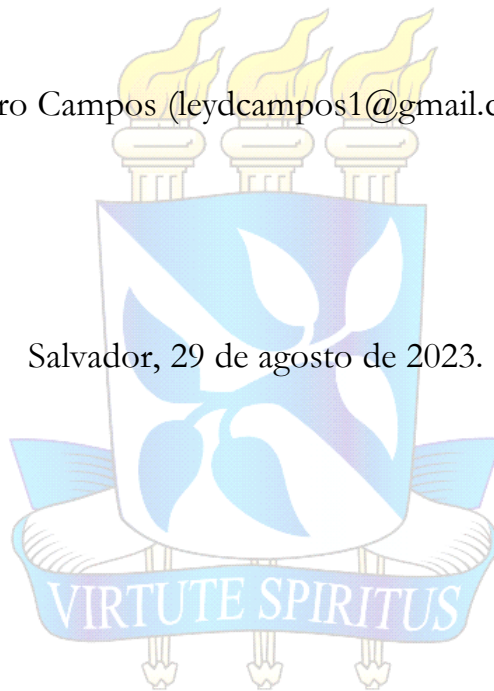 ro Campos (leydcampos1@gmail.c
Salvador, 29 de agosto de 2023.
VIRTUTE SPIRITUS